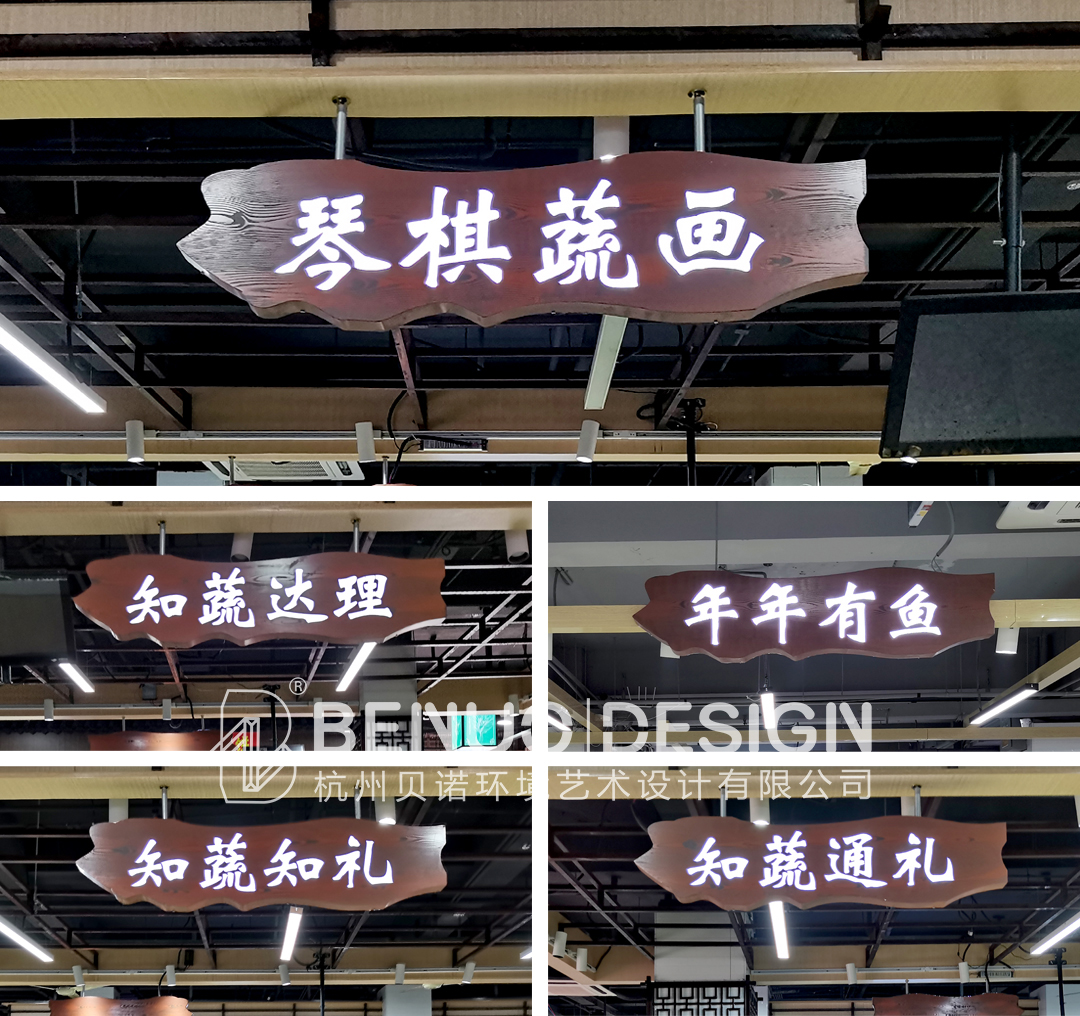 琴棋蔬画
知蔬达理
年年有鱼
®
BEINUO DESIGN
杭州贝诺环境艺术设计有限公司
知蔬知礼
知蔬通礼